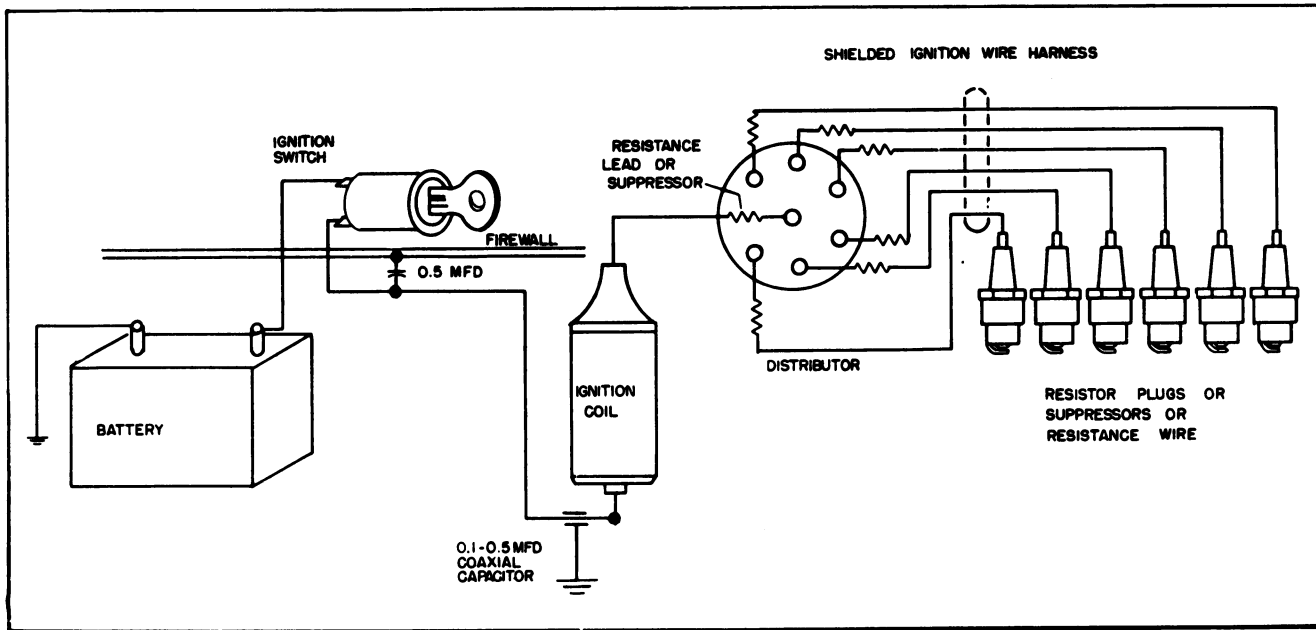 SHIELDED IGNITION WIRE HARNESS
IGNITION
SWITCH
RESISTANCE
LEAD OR
SUPPRESSOR
FIREWALL
0.5 MFD
DISTRIBUTOR
IGNITION
COIL
BATTERY
RESISTOR PLUGS OR
SUPPRESSORS OR
RESISTANCE WIRE
0.1-0.5 MFD
COAXIAL
CAPACITOR